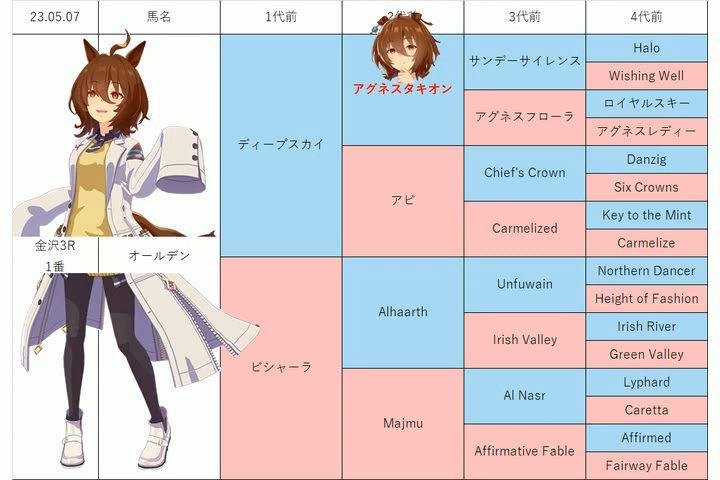 23.05.07
馬名
1代前
2代前
3代前
4代前
金沢3R
1番
オールデン
ディープスカイ
ビシャーラ
アグネスタキオン
アビ
Alhaarth
Majmu
サンデーサイレンス
アグネスフローラ
Chief's Crown
Carmelized
Unfuwain
Irish Valley
Al Nasr
Affirmative Fable
Halo
Wishing Well
ロイヤルスキー
アグネスレディー
Danzig
Six Crowns
Key to the Mint
Carmelize
Northern Dancer
Height of Fashion
Irish River
Green Valley
Lyphard
Caretta
Affirmed
Fairway Fable